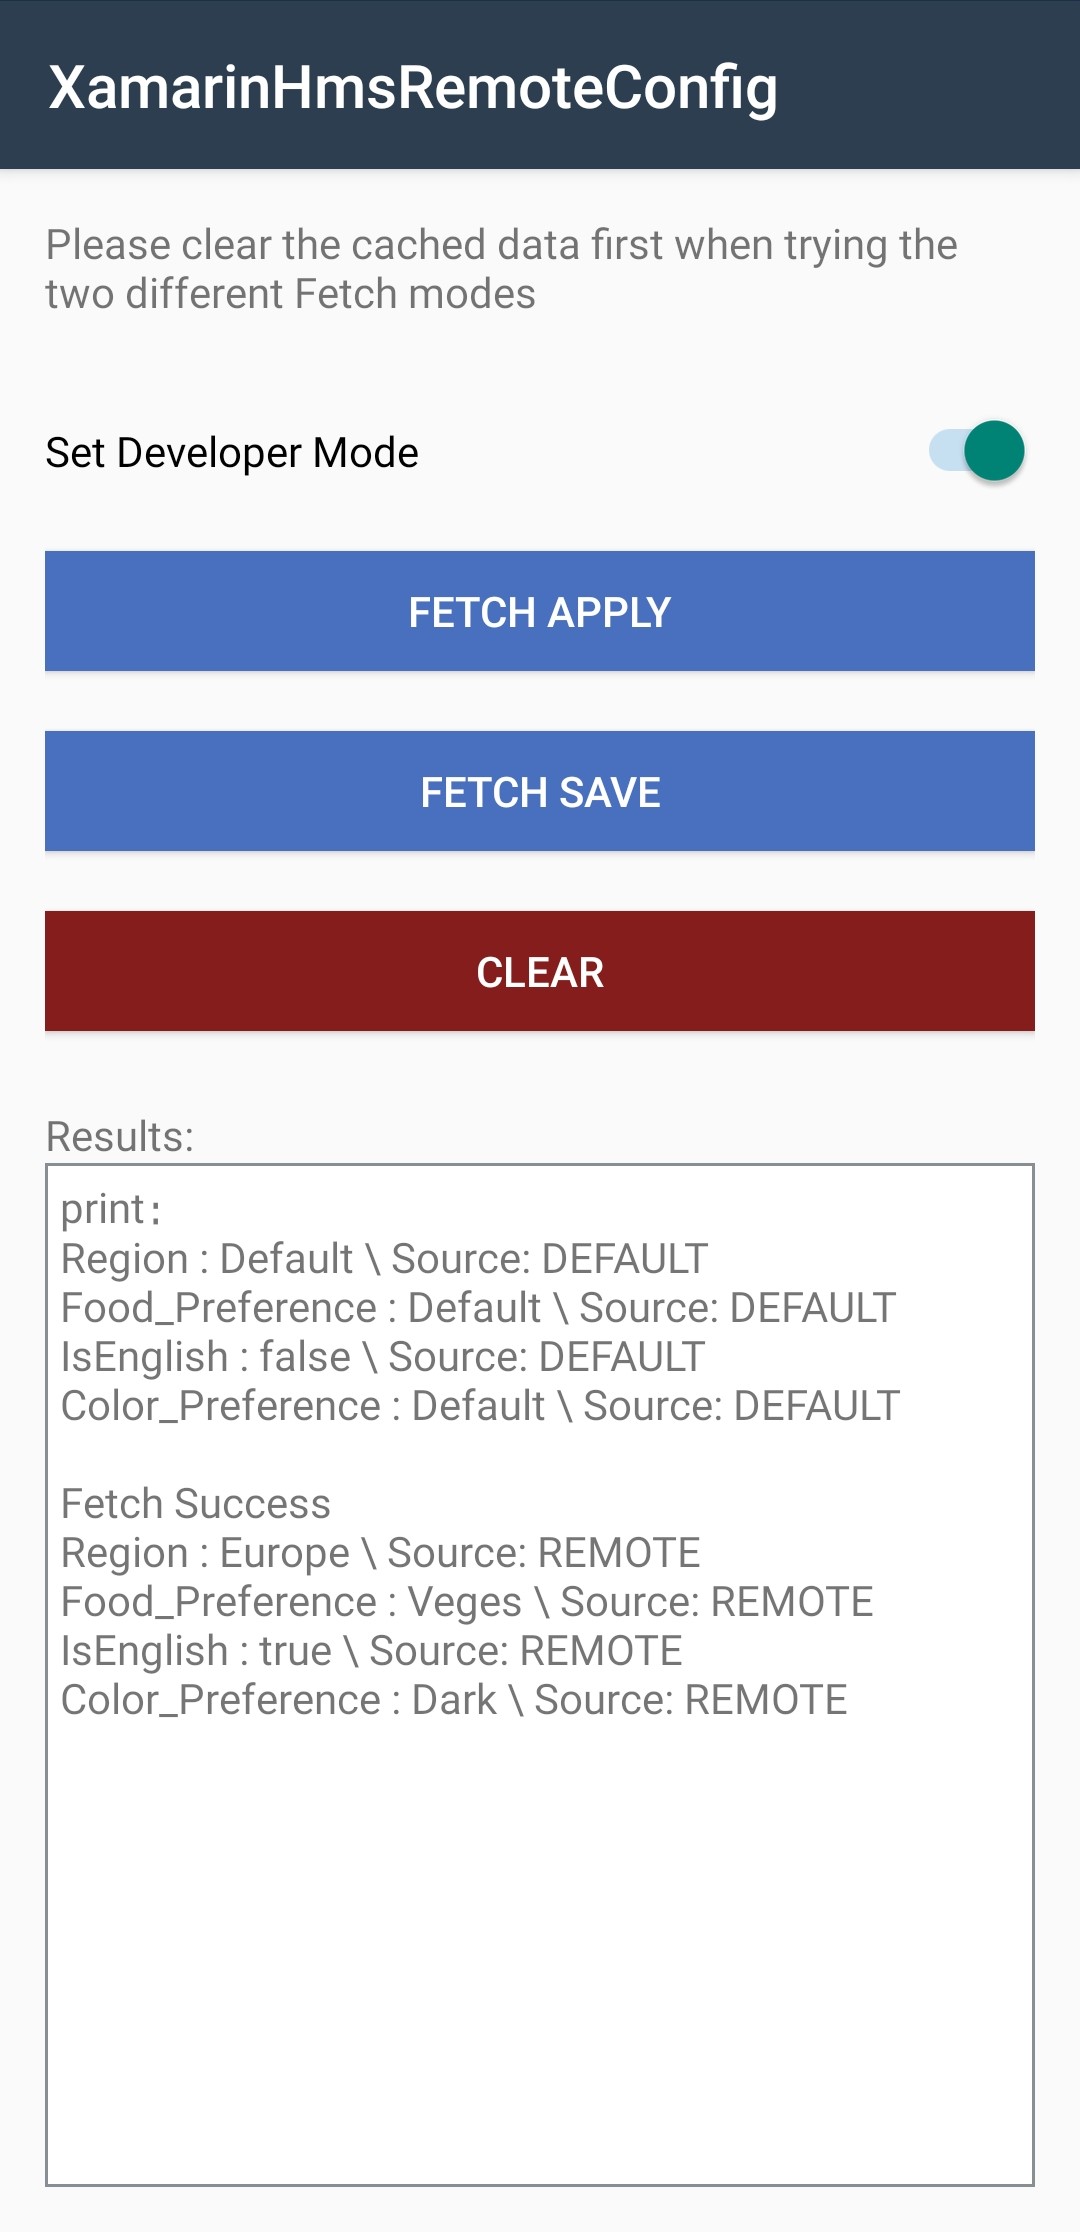 XamarinHmsRemoteConfig
Please clear the cached data first when trying the
two different Fetch modes
Set Developer Mode
FETCH APPLY
FETCH SAVE
CLEAR
Results:
print:
Region : Default \ Source: DEFAULT
Food_Preference : Default \ Source: DEFAULT
IsEnglish : false \ Source: DEFAULT
Color_Preference : Default \ Source: DEFAULT
Fetch Success
Region : Europe \ Source: REMOTE
Food_Preference : Veges \ Source: REMOTE
IsEnglish : true \ Source: REMOTE
Color_Preference : Dark \ Source: REMOTE